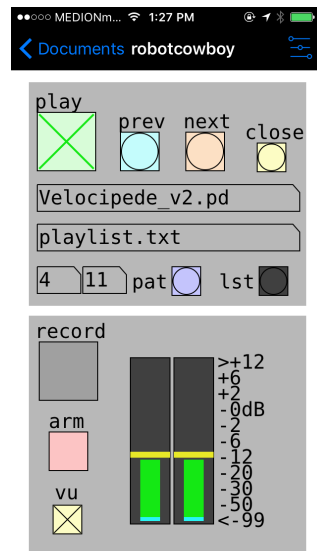 MEDIONm... 1:27 PM
Documents robotcowboy
play
prev next
close
Velocipede_v2.pd
playlist.txt
4 11 pat lst
record
>+12
+6
+2
-0dB
arm
-2
-6
-12
-20
vu
-30
-50
<-99